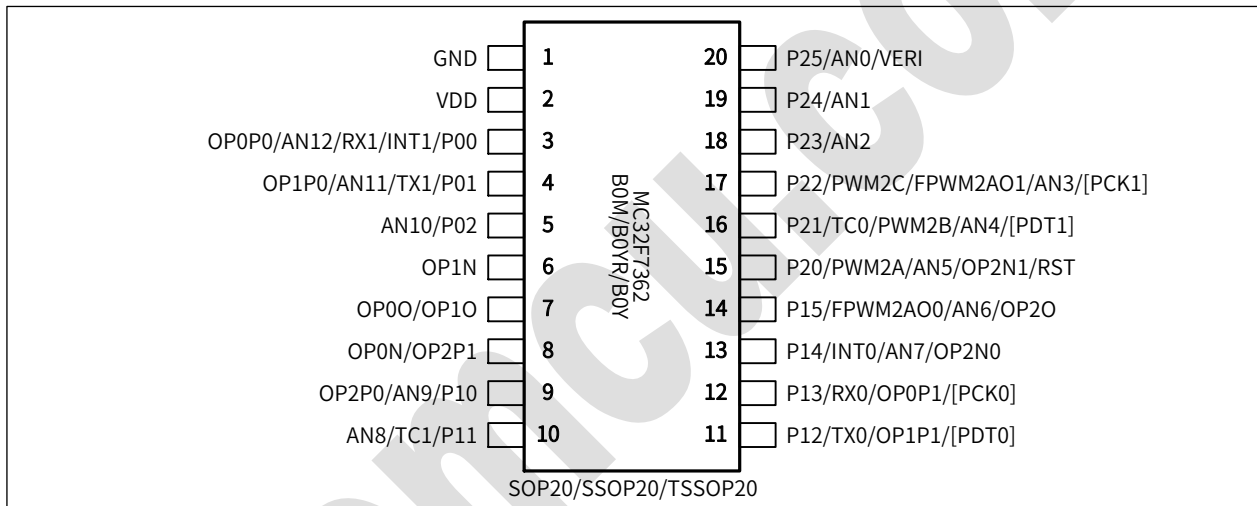 GND 1 20 P25/AN0/VERI
VDD 2 19 P24/AN1
OP0P0/AN12/RX1/INT1/P00 3 18 P23/AN2
OP1P0/AN11/TX1/P01 4 17 P22/PWM2C/FPWM2AO1/AN3/[PCK1]
AN10/P02 5 16 P21/TC0/PWM2B/AN4/[PDT1]
OP1N 6 15 P20/PWM2A/AN5/OP2N1/RST
OP0O/OP1O 7 14 P15/FPWM2AO0/AN6/OP2O
OP0N/OP2P1 8 13 P14/INT0/AN7/OP2N0
OP2P0/AN9/P10 9 12 P13/RX0/OP0P1/[PCK0]
AN8/TC1/P11 10 11 P12/TX0/OP1P1/[PDT0]
MC32F7362
B0M/B0YR/B0Y
SOP20/SSOP20/TSSOP20